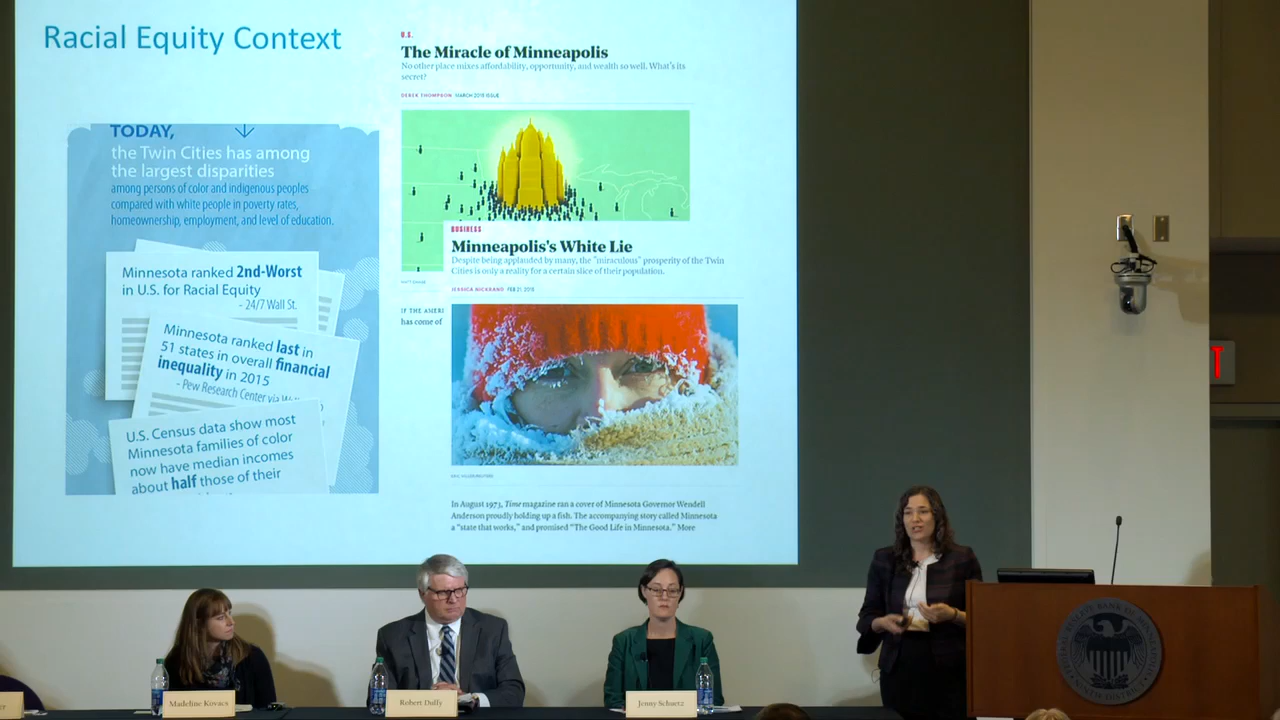 Racial Equity Context
TODAY,
the Twin Cities has among
the largest disparities
among persons of color and indigenous peoples
compared with white people in poverty rates,
homeownership, employment, and level of education.
Minnesota ranked 2nd-Worst
in U.S. for Racial Equity
- 24/7 Wall St.
Minnesota ranked last in
51 states in overall financial
inequality in 2015
- Pew Research Center via
U.S. Census data show most
Minnesota families of color
now have median incomes
about half those of their
U.S.
The Miracle of Minneapolis
No other place mixes affordability, opportunity, and wealth so well. What's its
secret?
DEREK THOMPSON MARCH 2015 ISSUE
IF THE AMERI
has come of
BUSINESS
Minneapolis's White Lie
Despite being applauded by many, the "miraculous" prosperity of the Twin
Cities is only a reality for a certain slice of their population.
JESSICA NICKRAND FEB 21, 2015
In August 1973, Time magazine ran a cover of Minnesota Governor Wendell
Anderson proudly holding up a fish. The accompanying story called Minnesota
a "state that works," and promised "The Good Life in Minnesota." More
Madeline Kovacs
Robert Duffy
Jenny Schuetz